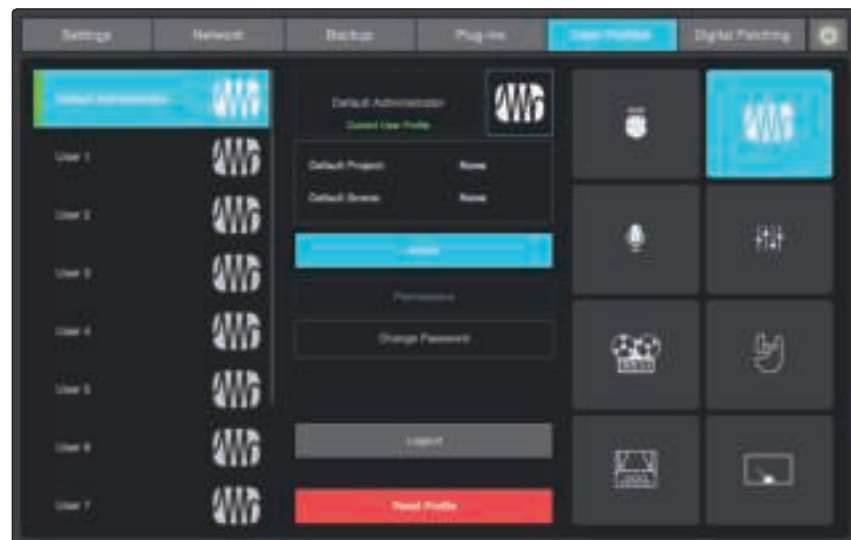 Settings
Network
Backup
Plug-ins
User Profiles
Digital Patching
Default Administrator
User 1
User 2
User 3
User 4
User 5
User 6
User 7
Default Administrator
Current User Profile
Default Project: None
Default Scene: None
Permissions
Change Password
Logout
Reset Profile